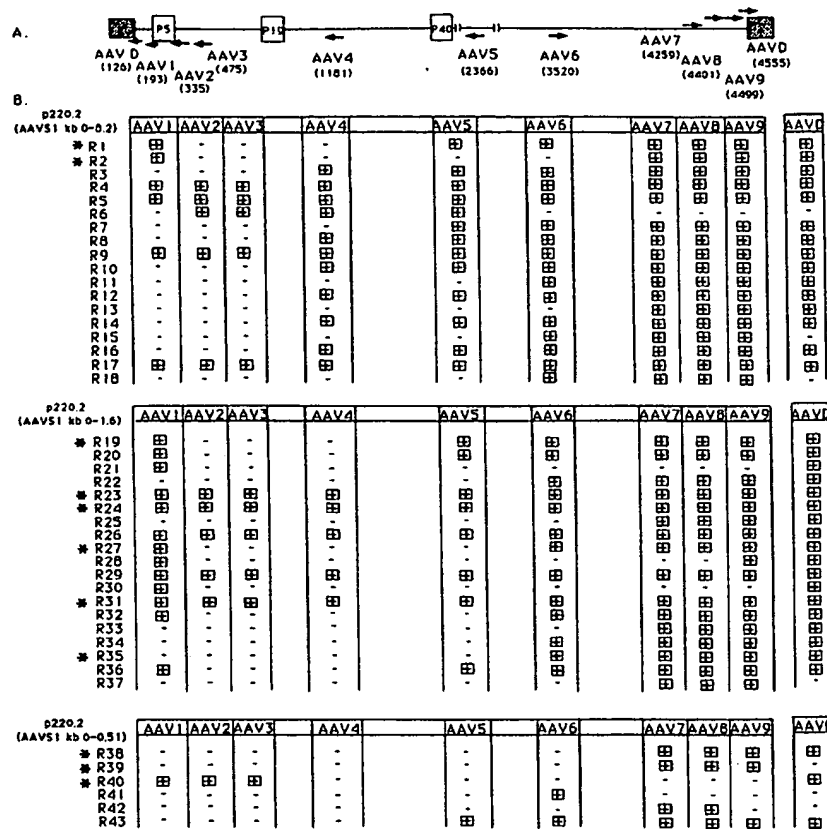 A.
P5 P19 P40
AAV D (126)
AAV1 (193)
AAV2 (335)
AAV3 (475)
AAV4 (1181)
AAV5 (2366)
AAV6 (3520)
AAV7 (4259)
AAV8 (4401)
AAV9 (4499)
AAVD (4555)
B.
p220.2
(AAVS1 kb 0-8.2)
AAV1 AAV2 AAV3 AAV4 AAV5 AAV6 AAV7 AAV8 AAV9 AAVD
* R1
* R2
R3
R4
R5
R6
R7
R8
R9
R10
R11
R12
R13
R14
R15
R16
R17
R18
p220.2
(AAVS1 kb 0-1.6)
AAV1 AAV2 AAV3 AAV4 AAV5 AAV6 AAV7 AAV8 AAV9 AAVD
* R19
R20
R21
R22
* R23
* R24
R25
R26
* R27
R28
R29
R30
* R31
R32
R33
R34
* R35
R36
R37
p220.2
(AAVS1 kb 0-0.51)
AAV1 AAV2 AAV3 AAV4 AAV5 AAV6 AAV7 AAV8 AAV9
* R38
* R39
* R40
R41
R42
R43